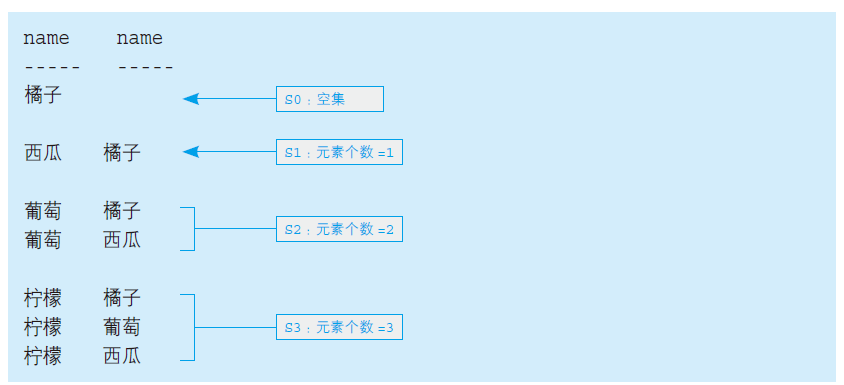 name name
----- -----
橘子 S0：空集
西瓜 橘子 S1：元素个数 =1
葡萄 橘子
葡萄 西瓜
S2：元素个数 =2
柠檬 橘子
柠檬 葡萄
柠檬 西瓜
S3：元素个数 =3